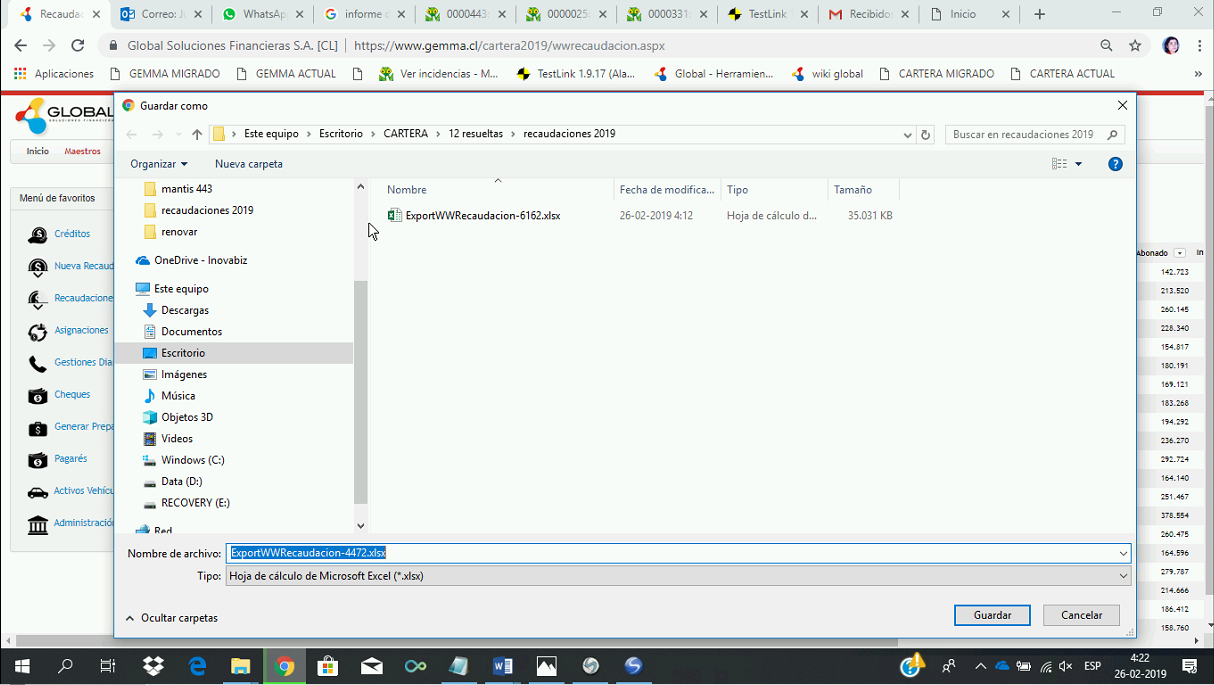 Recaudac
Correo: Ju
WhatsApp
informe c
0000443:
0000025:
0000331:
TestLink
Recibidos
Inicio
Global Soluciones Financieras S.A. [CL]
https://www.gemma.cl/cartera2019/wwrecaudacion.aspx
Aplicaciones
GEMMA MIGRADO
GEMMA ACTUAL
Ver incidencias - M...
TestLink 1.9.17 (Ala...
Global - Herramien...
wiki global
CARTERA MIGRADO
CARTERA ACTUAL
GLOBAL
Inicio
Maestros
Menú de favoritos
Créditos
Nueva Recaud
Recaudacione
Asignaciones
Gestiones Dia
Cheques
Generar Prepa
Pagarés
Activos Vehícu
Administració
Guardar como
Este equipo > Escritorio > CARTERA > 12 resueltas > recaudaciones 2019
Buscar en recaudaciones 2019
Organizar
Nueva carpeta
mantis 443
recaudaciones 2019
renovar
OneDrive - Inovabiz
Este equipo
Descargas
Documentos
Escritorio
Imágenes
Música
Objetos 3D
Videos
Windows (C:)
Data (D:)
RECOVERY (E:)
Red
Nombre
Fecha de modifica...
Tipo
Tamaño
ExportWWRecaudacion-6162.xlsx
26-02-2019 4:12
Hoja de cálculo d...
35.031 KB
Nombre de archivo: ExportWWRecaudacion-4472.xlsx
Tipo: Hoja de cálculo de Microsoft Excel (*.xlsx)
Ocultar carpetas
Guardar
Cancelar
Abonado
In
142.723
213.520
260.145
228.340
154.817
180.191
169.121
183.268
194.292
236.270
292.724
164.140
251.467
378.554
260.475
164.596
279.787
214.666
186.412
158.760
ESP
4:22
26-02-2019